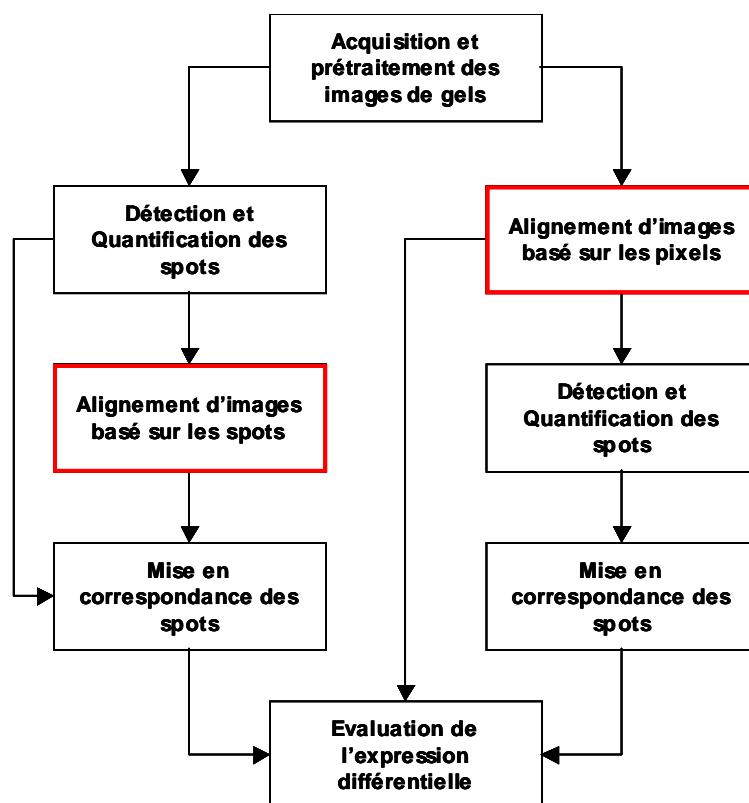 Acquisition et
prétraitement des
images de gels
Détection et
Quantification des
spots
Alignement d'images
basé sur les pixels
Alignement d'images
basé sur les spots
Détection et
Quantification des
spots
Mise en
correspondance des
spots
Mise en
correspondance des
spots
Evaluation de
l'expression
différentielle